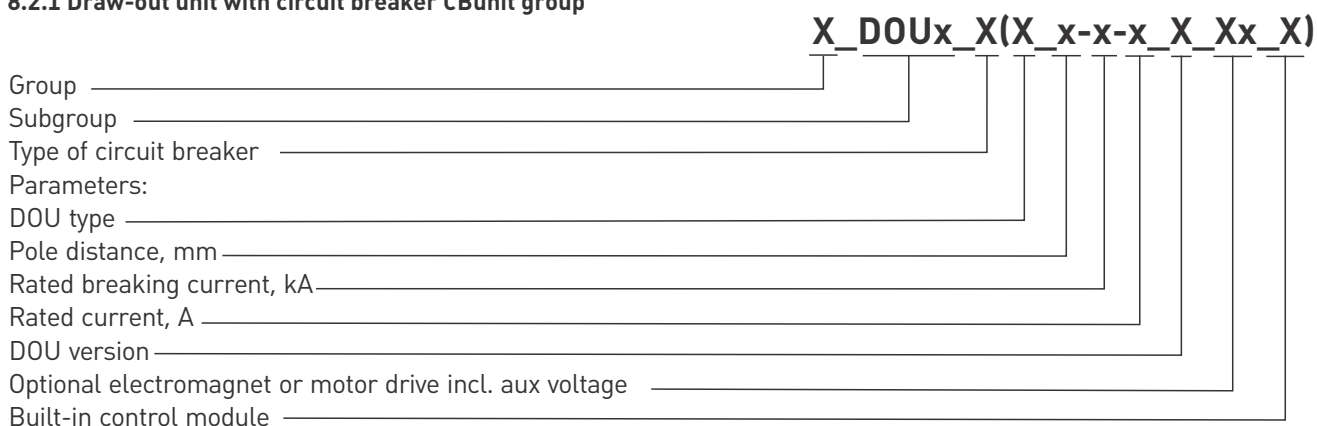 8.2.1 Draw-out unit with circuit breaker CBunit group
X_DOUx_X(X_x-x-x_X_Xx_X)
Group
Subgroup
Type of circuit breaker
Parameters:
DOU type
Pole distance, mm
Rated breaking current, kA
Rated current, A
DOU version
Optional electromagnet or motor drive incl. aux voltage
Built-in control module